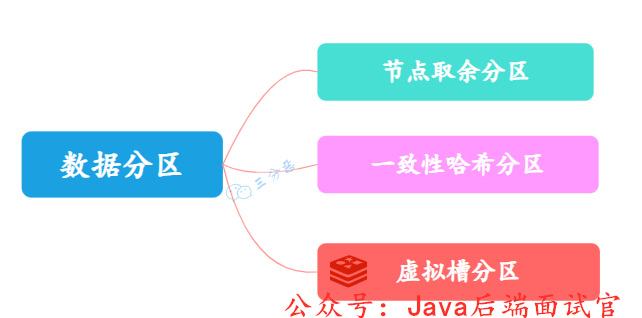 节点取余分区
数据分区
一致性哈希分区
三分恶
虚拟槽分区
公众号：Java后端面试官